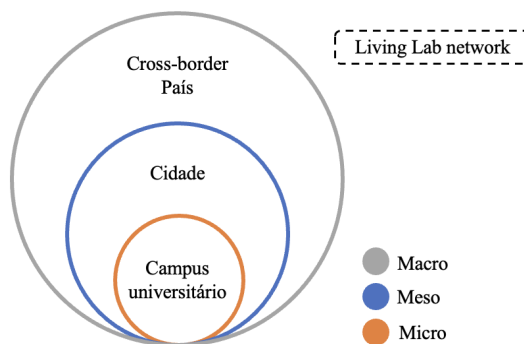 Cross-border
País
Living Lab network
Cidade
Campus
universitário
Macro
Meso
Micro